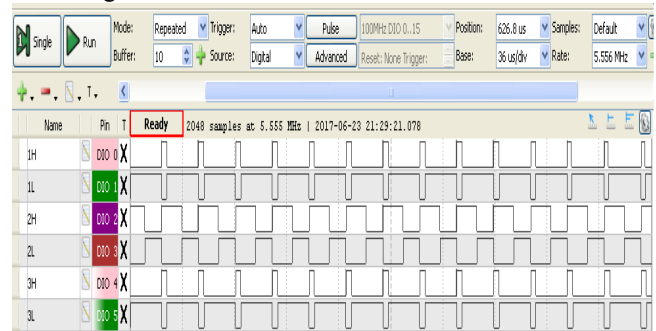 Single Run Mode: Repeated Trigger: Auto Pulse 100MHz DIO 0..15 Position: 626.8 us Samples: Default
Buffer: 10 Source: Digital Advanced Reset: None Trigger: Base: 36 us/div Rate: 5.556 MHz
T
Name Pin T Ready 2048 samples at 5.555 MHz | 2017-06-23 21:29:21.078
1H DIO 0 X
1L DIO 1 X
2H DIO 2 X
2L DIO 3 X
3H DIO 4 X
3L DIO 5 X